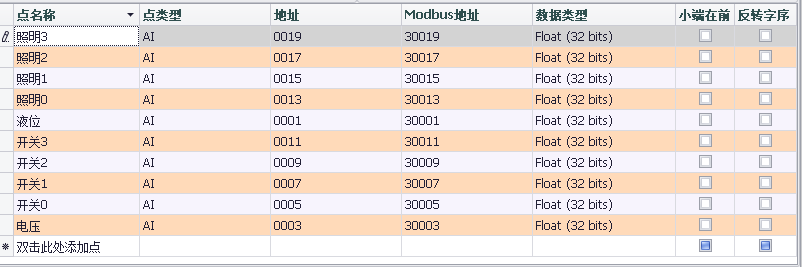 点名称 点类型 地址 Modbus地址 数据类型 小端在前 反转字序
照明3 AI 0019 30019 Float (32 bits)
照明2 AI 0017 30017 Float (32 bits)
照明1 AI 0015 30015 Float (32 bits)
照明0 AI 0013 30013 Float (32 bits)
液位 AI 0001 30001 Float (32 bits)
开关3 AI 0011 30011 Float (32 bits)
开关2 AI 0009 30009 Float (32 bits)
开关1 AI 0007 30007 Float (32 bits)
开关0 AI 0005 30005 Float (32 bits)
电压 AI 0003 30003 Float (32 bits)
双击此处添加点